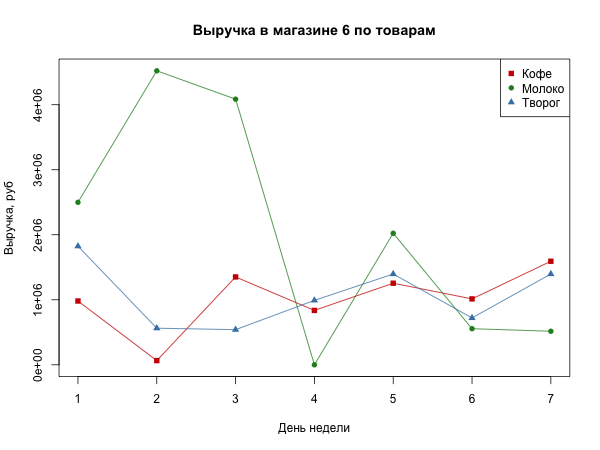 Выручка в магазине 6 по товарам
Кофе
Молоко
Творог
Выручка, руб
4e+06
3e+06
2e+06
1e+06
0e+00
1 2 3 4 5 6 7
День недели